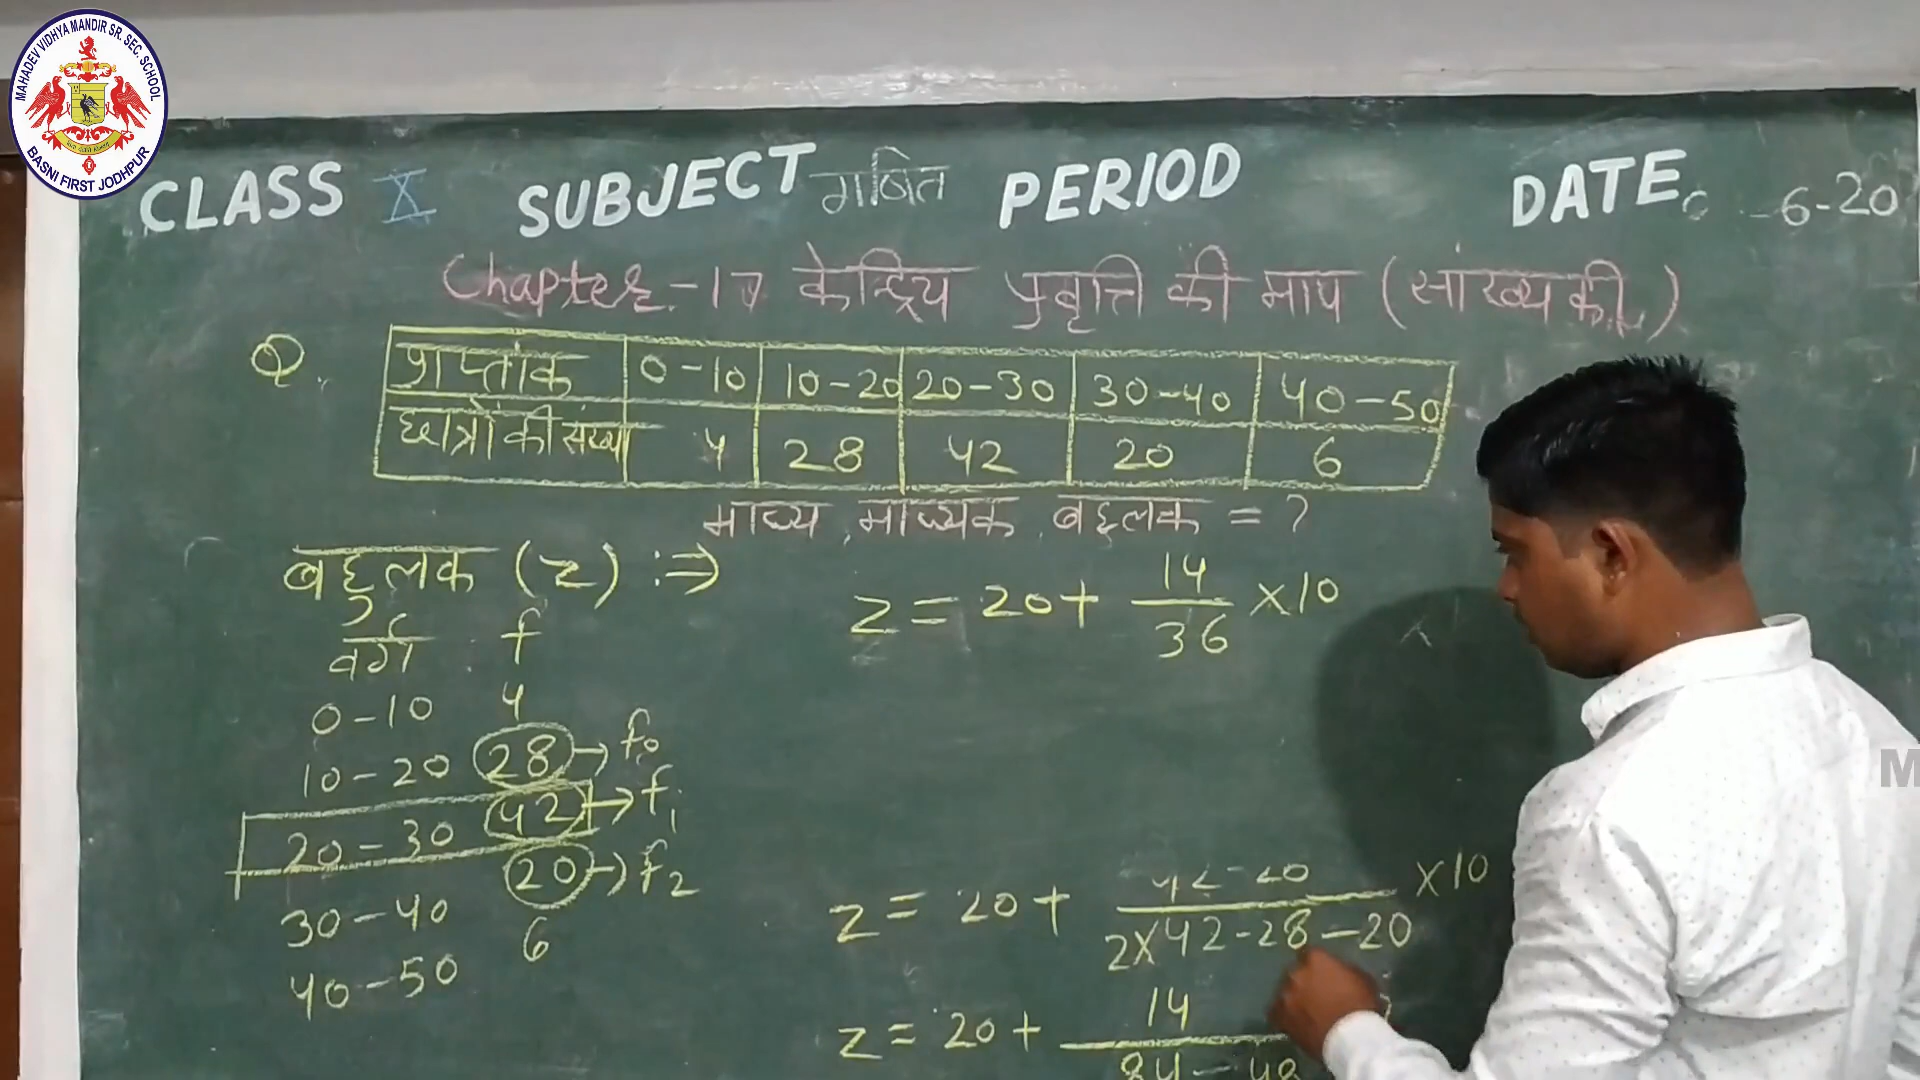 MAHADEV VIDHYA MANDIR SR. SEC. SCHOOL
BASNI FIRST JODHPUR
CLASS X SUBJECT गणित PERIOD DATE -6-20
Chapter-17 केन्द्रिय प्रवृत्ति की माप (सांख्यकी)
Q.
प्राप्तांक 0-10 10-20 20-30 30-40 40-50
छात्रों की संख्या 4 28 42 20 6
माध्य, माध्यक, बहुलक = ?
बहुलक (z) :⇒
वर्ग f
0-10 4
10-20 28 → f₀
20-30 42 → f₁
30-40 20 → f₂
40-50 6
z = 20 + 14/36 × 10
z = 20 + 42-28/2×42-28-20 × 10
z = 20 + 14/84-48
M